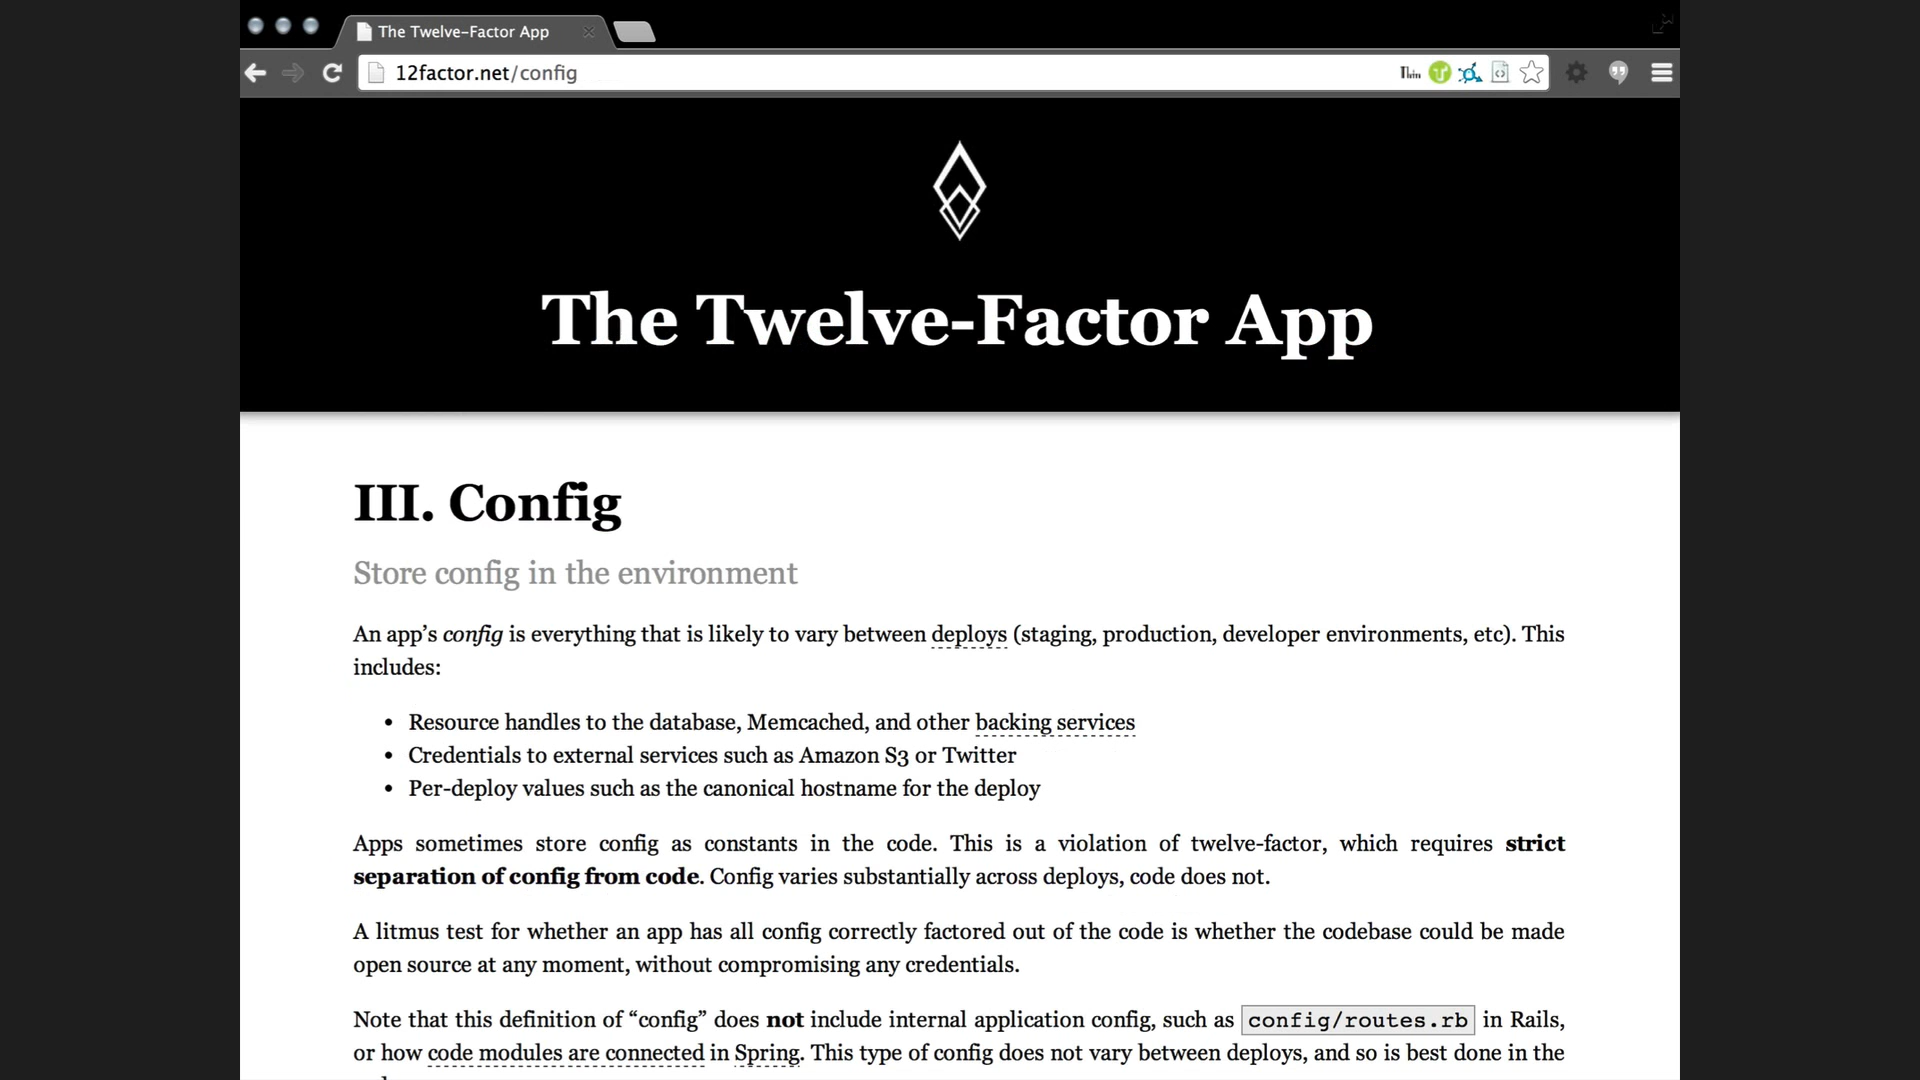 The Twelve-Factor App
12factor.net/config
The Twelve-Factor App
III. Config
Store config in the environment
An app’s config is everything that is likely to vary between deploys (staging, production, developer environments, etc). This
includes:
• Resource handles to the database, Memcached, and other backing services
• Credentials to external services such as Amazon S3 or Twitter
• Per-deploy values such as the canonical hostname for the deploy
Apps sometimes store config as constants in the code. This is a violation of twelve-factor, which requires strict
separation of config from code. Config varies substantially across deploys, code does not.
A litmus test for whether an app has all config correctly factored out of the code is whether the codebase could be made
open source at any moment, without compromising any credentials.
Note that this definition of “config” does not include internal application config, such as config/routes.rb in Rails,
or how code modules are connected in Spring. This type of config does not vary between deploys, and so is best done in the